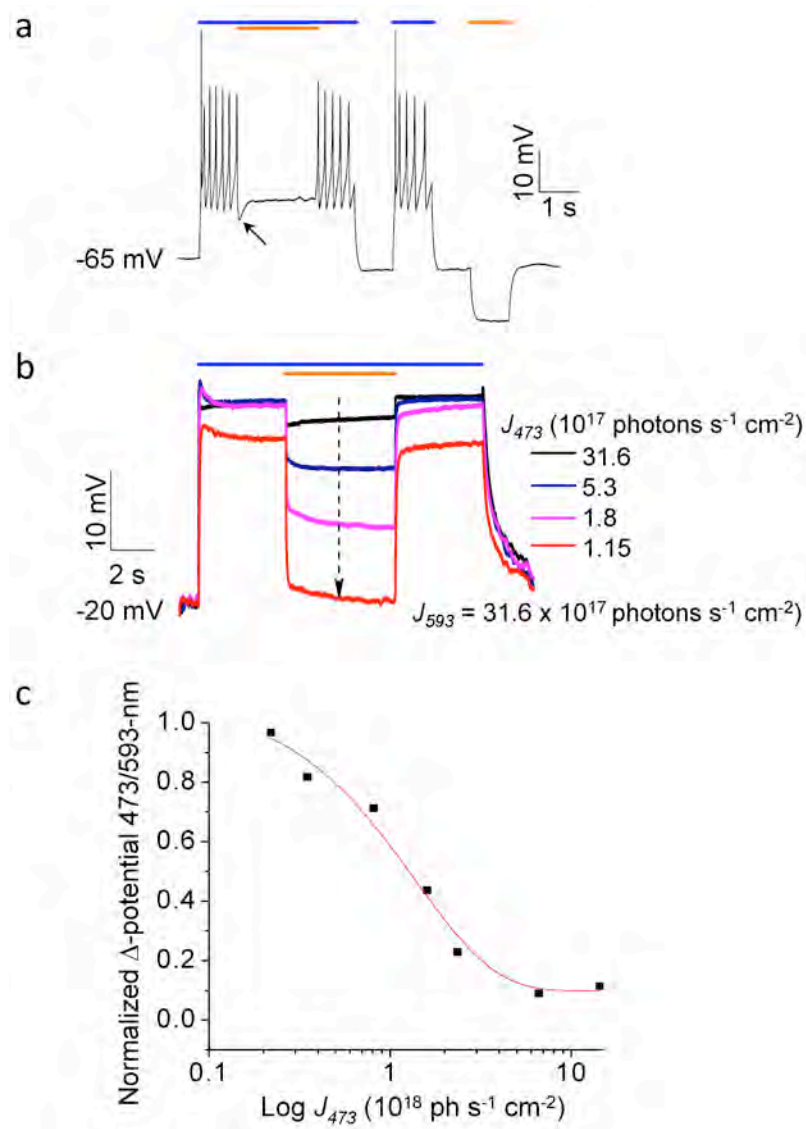 a
10 mV
1 s
-65 mV
b
J473 (10^17 photons s^-1 cm^-2)
31.6
5.3
1.8
1.15
10 mV
2 s
-20 mV
J593 = 31.6 x 10^17 photons s^-1 cm^-2)
c
Normalized Δ-potential 473/593-nm
1.0
0.8
0.6
0.4
0.2
0.0
0.1
1
10
Log J473 (10^18 ph s^-1 cm^-2)